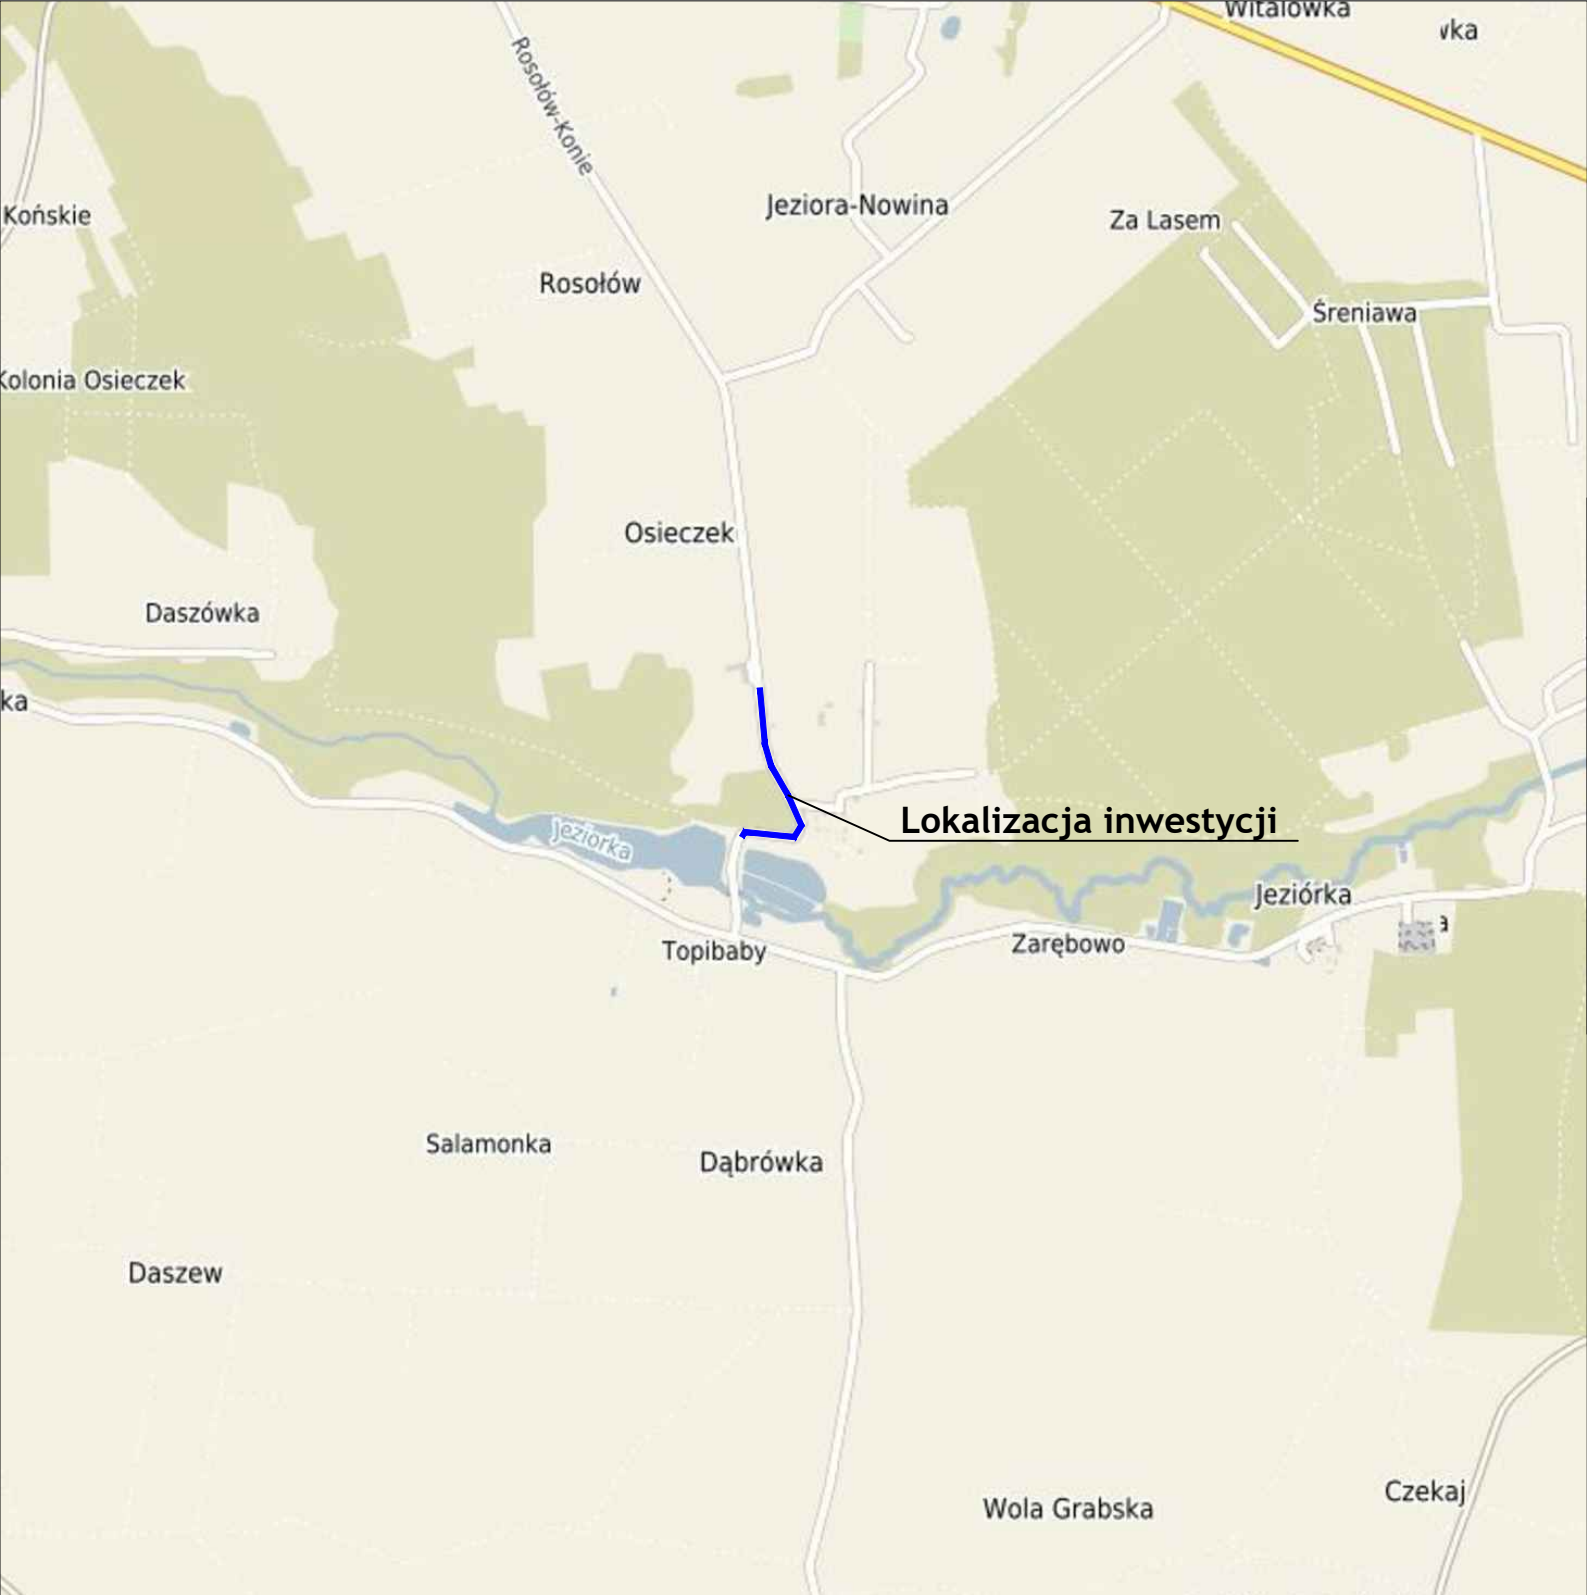 Witalówka
wka
Rosołów-Konie
Końskie
Jeziora-Nowina
Za Lasem
Rosołów
Śreniawa
Kolonia Osieczek
Osieczek
Daszówka
ka
Lokalizacja inwestycji
Jeziorka
Jeziórka
a
Zarębowo
Topibaby
Salamonka
Dąbrówka
Daszew
Czekaj
Wola Grabska